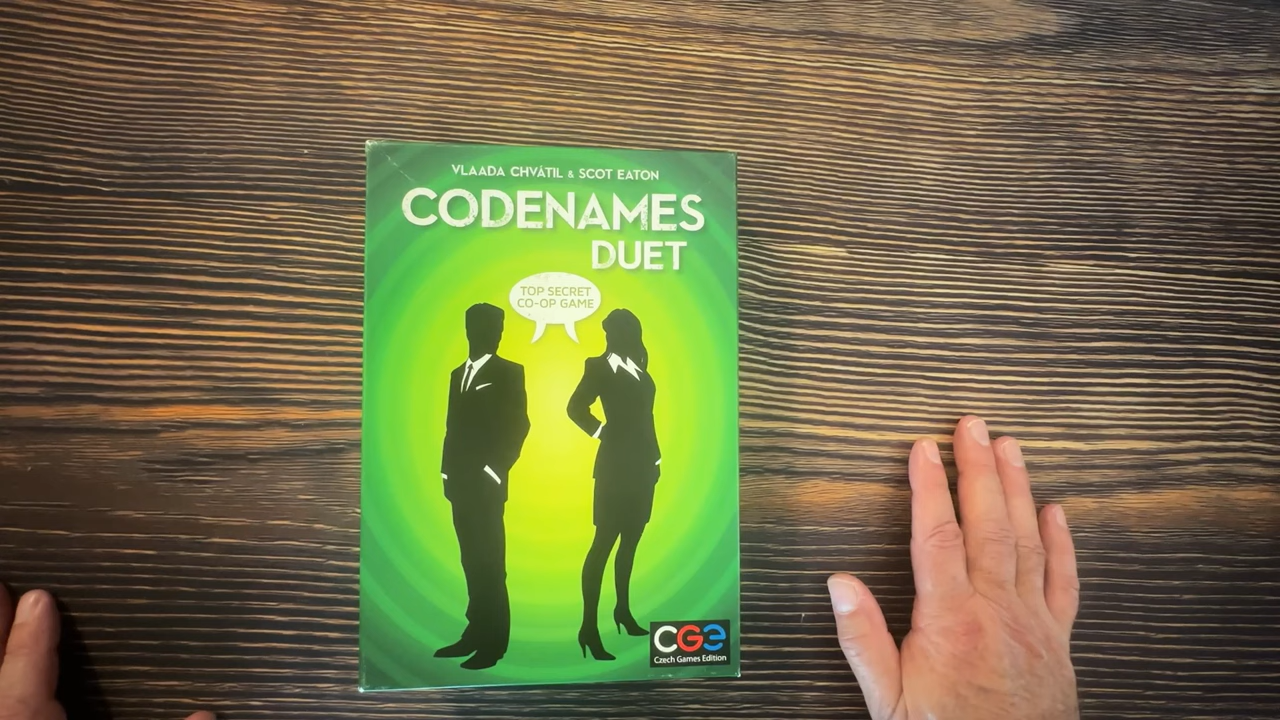 VLAADA CHVÁTIL & SCOT EATON
CODENAMES
DUET
TOP SECRET
CO-OP GAME
CGE
Czech Games Edition